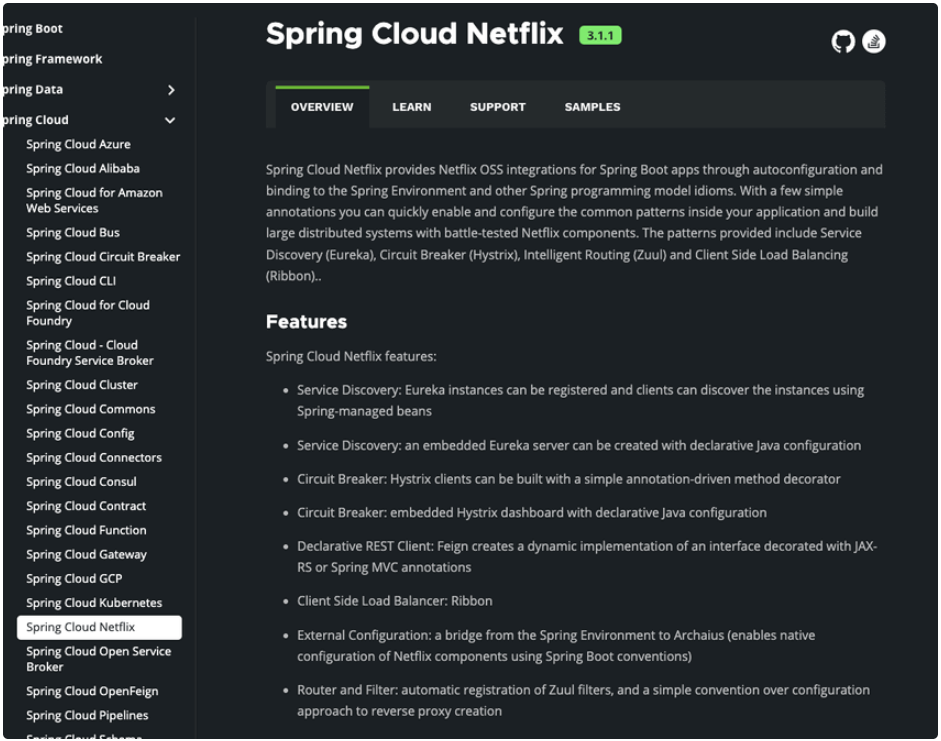 pring Boot
pring Framework
pring Data
pring Cloud
Spring Cloud Azure
Spring Cloud Alibaba
Spring Cloud for Amazon
Web Services
Spring Cloud Bus
Spring Cloud Circuit Breaker
Spring Cloud CLI
Spring Cloud for Cloud
Foundry
Spring Cloud - Cloud
Foundry Service Broker
Spring Cloud Cluster
Spring Cloud Commons
Spring Cloud Config
Spring Cloud Connectors
Spring Cloud Consul
Spring Cloud Contract
Spring Cloud Function
Spring Cloud Gateway
Spring Cloud GCP
Spring Cloud Kubernetes
Spring Cloud Netflix
Spring Cloud Open Service
Broker
Spring Cloud OpenFeign
Spring Cloud Pipelines
Spring Cloud Schema
Spring Cloud Netflix 3.1.1
OVERVIEW LEARN SUPPORT SAMPLES
Spring Cloud Netflix provides Netflix OSS integrations for Spring Boot apps through autoconfiguration and
binding to the Spring Environment and other Spring programming model idioms. With a few simple
annotations you can quickly enable and configure the common patterns inside your application and build
large distributed systems with battle-tested Netflix components. The patterns provided include Service
Discovery (Eureka), Circuit Breaker (Hystrix), Intelligent Routing (Zuul) and Client Side Load Balancing
(Ribbon)..
Features
Spring Cloud Netflix features:
• Service Discovery: Eureka instances can be registered and clients can discover the instances using
Spring-managed beans
• Service Discovery: an embedded Eureka server can be created with declarative Java configuration
• Circuit Breaker: Hystrix clients can be built with a simple annotation-driven method decorator
• Circuit Breaker: embedded Hystrix dashboard with declarative Java configuration
• Declarative REST Client: Feign creates a dynamic implementation of an interface decorated with JAX-
RS or Spring MVC annotations
• Client Side Load Balancer: Ribbon
• External Configuration: a bridge from the Spring Environment to Archaius (enables native
configuration of Netflix components using Spring Boot conventions)
• Router and Filter: automatic registration of Zuul filters, and a simple convention over configuration
approach to reverse proxy creation